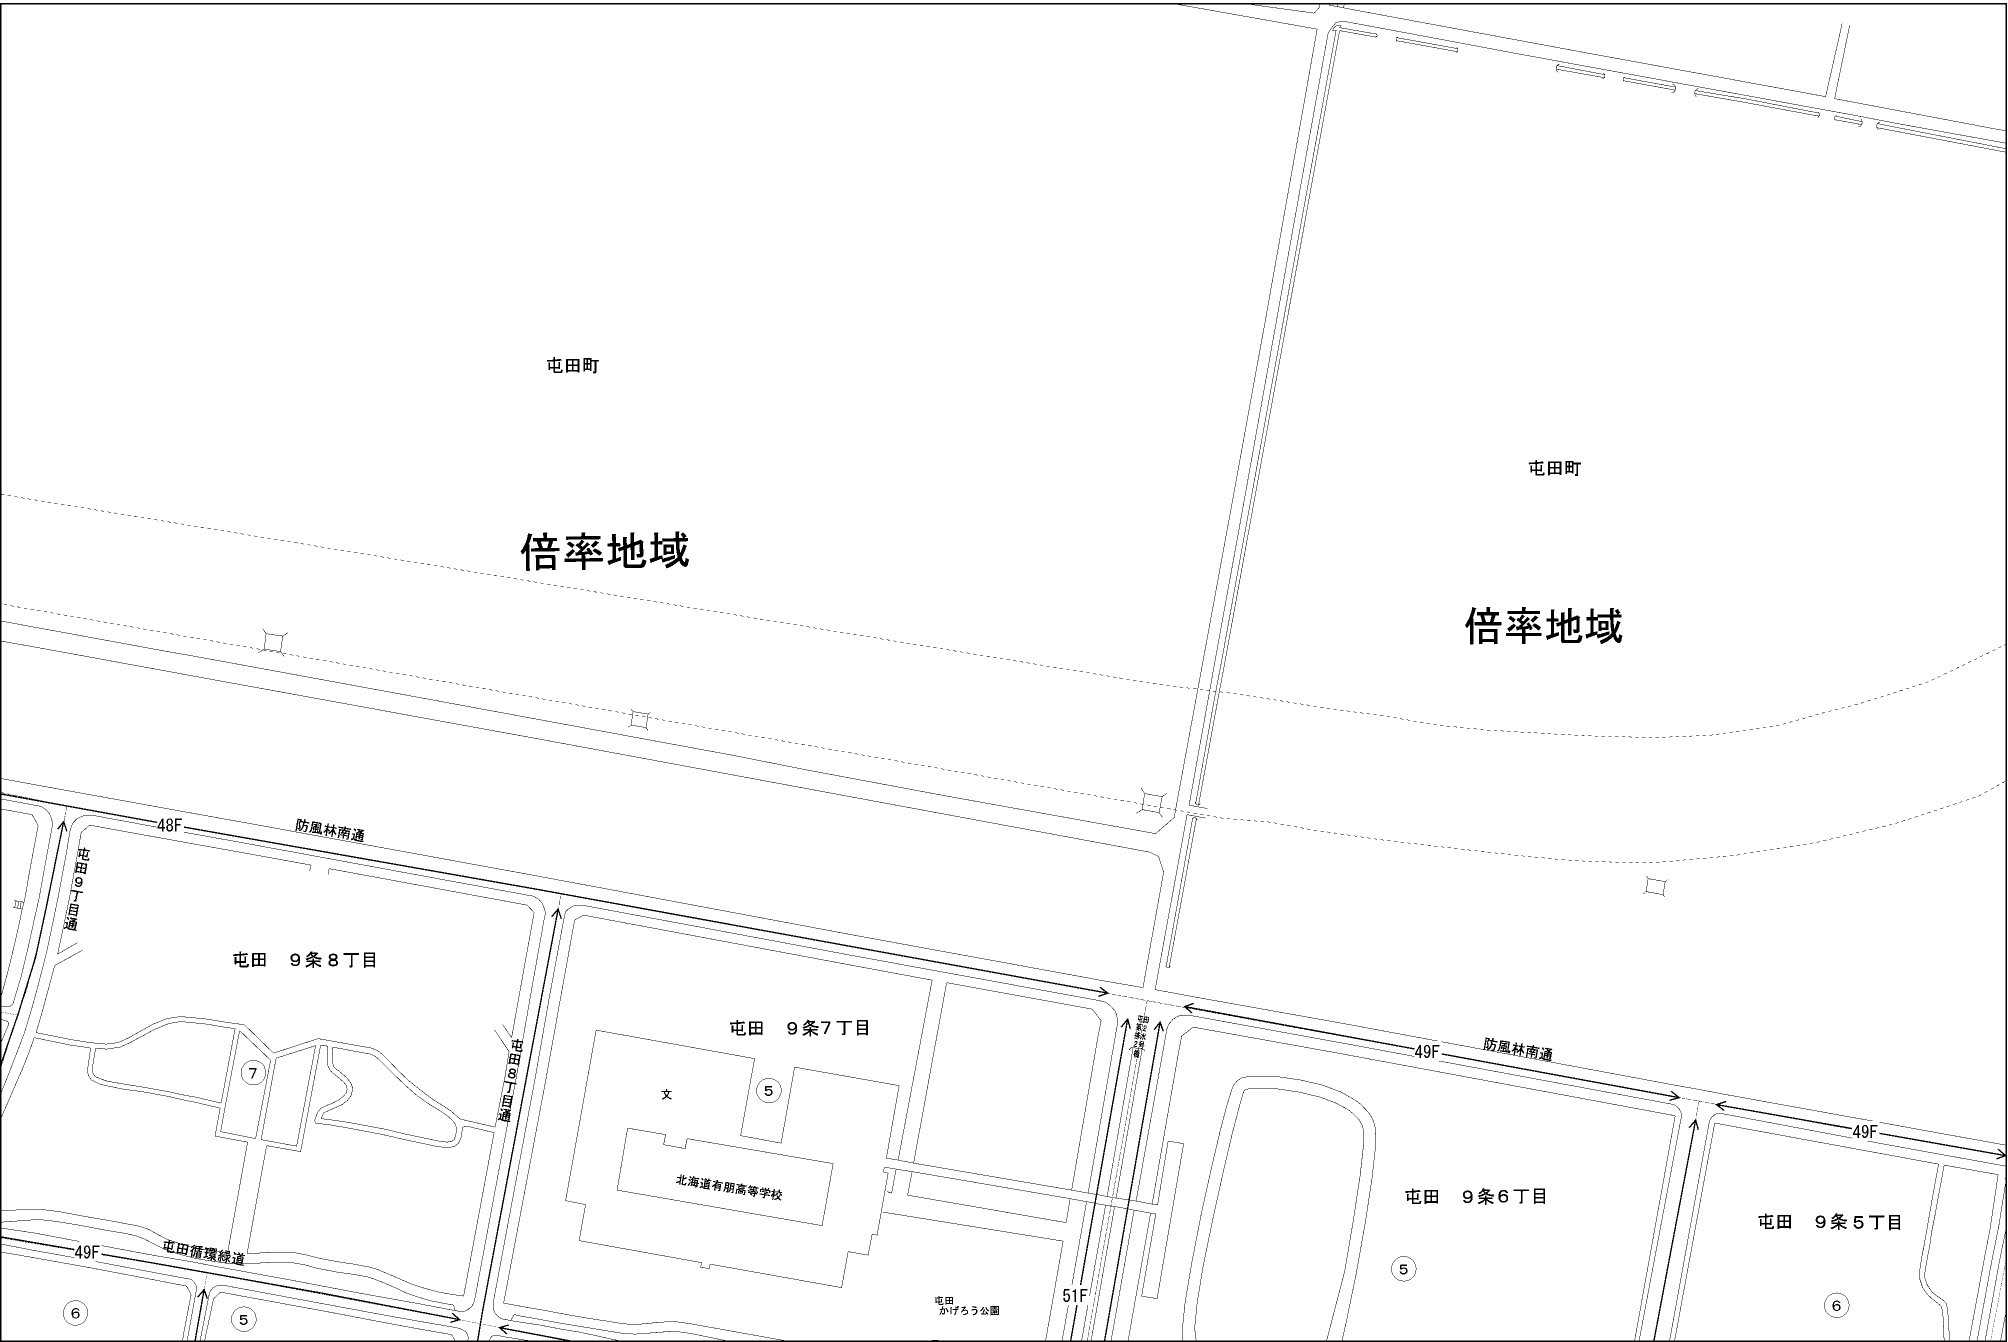 屯田町
屯田町
倍率地域
倍率地域
48F
防風林南通
屯田9丁目通
屯田　９条８丁目
屯田　９条７丁目
⑦
屯田8丁目通
文
⑤
北海道有朋高等学校
49F
防風林南通
49F
屯田　９条６丁目
屯田　９条５丁目
49F
屯田循環緑道
⑥
⑤
屯田
かげろう公園
51F
⑤
⑥